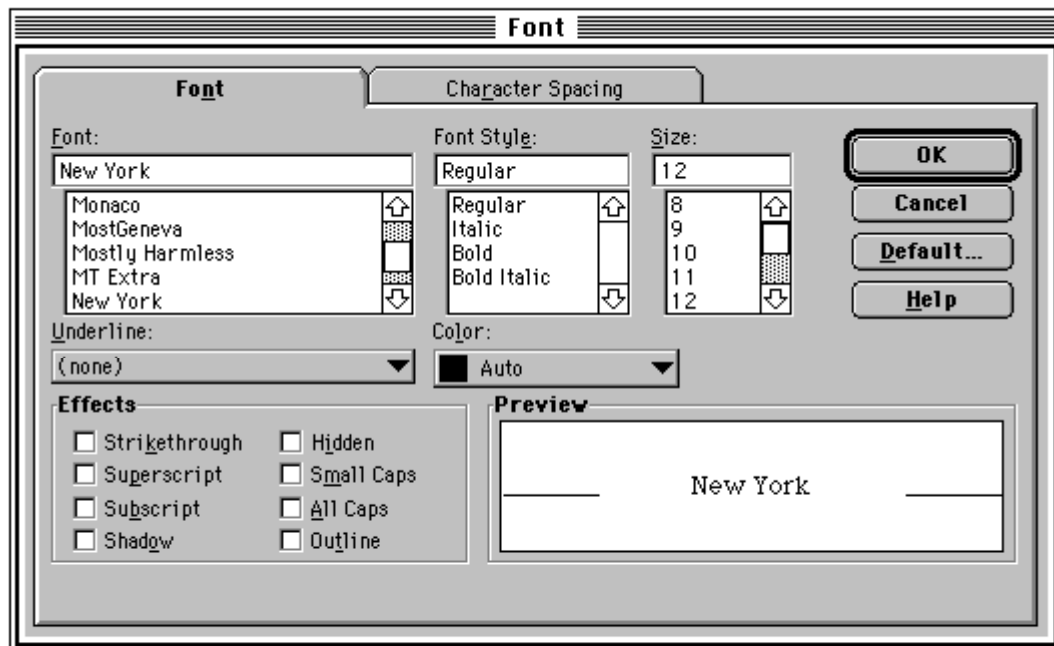 Font
Font
Character Spacing
Font:
New York
Monaco
MostGeneva
Mostly Harmless
MT Extra
New York
Font Style:
Regular
Regular
Italic
Bold
Bold Italic
Size:
12
8
9
10
11
12
OK
Cancel
Default...
Help
Underline:
(none)
Color:
Auto
Effects
Strikethrough
Superscript
Subscript
Shadow
Hidden
Small Caps
All Caps
Outline
Preview
New York